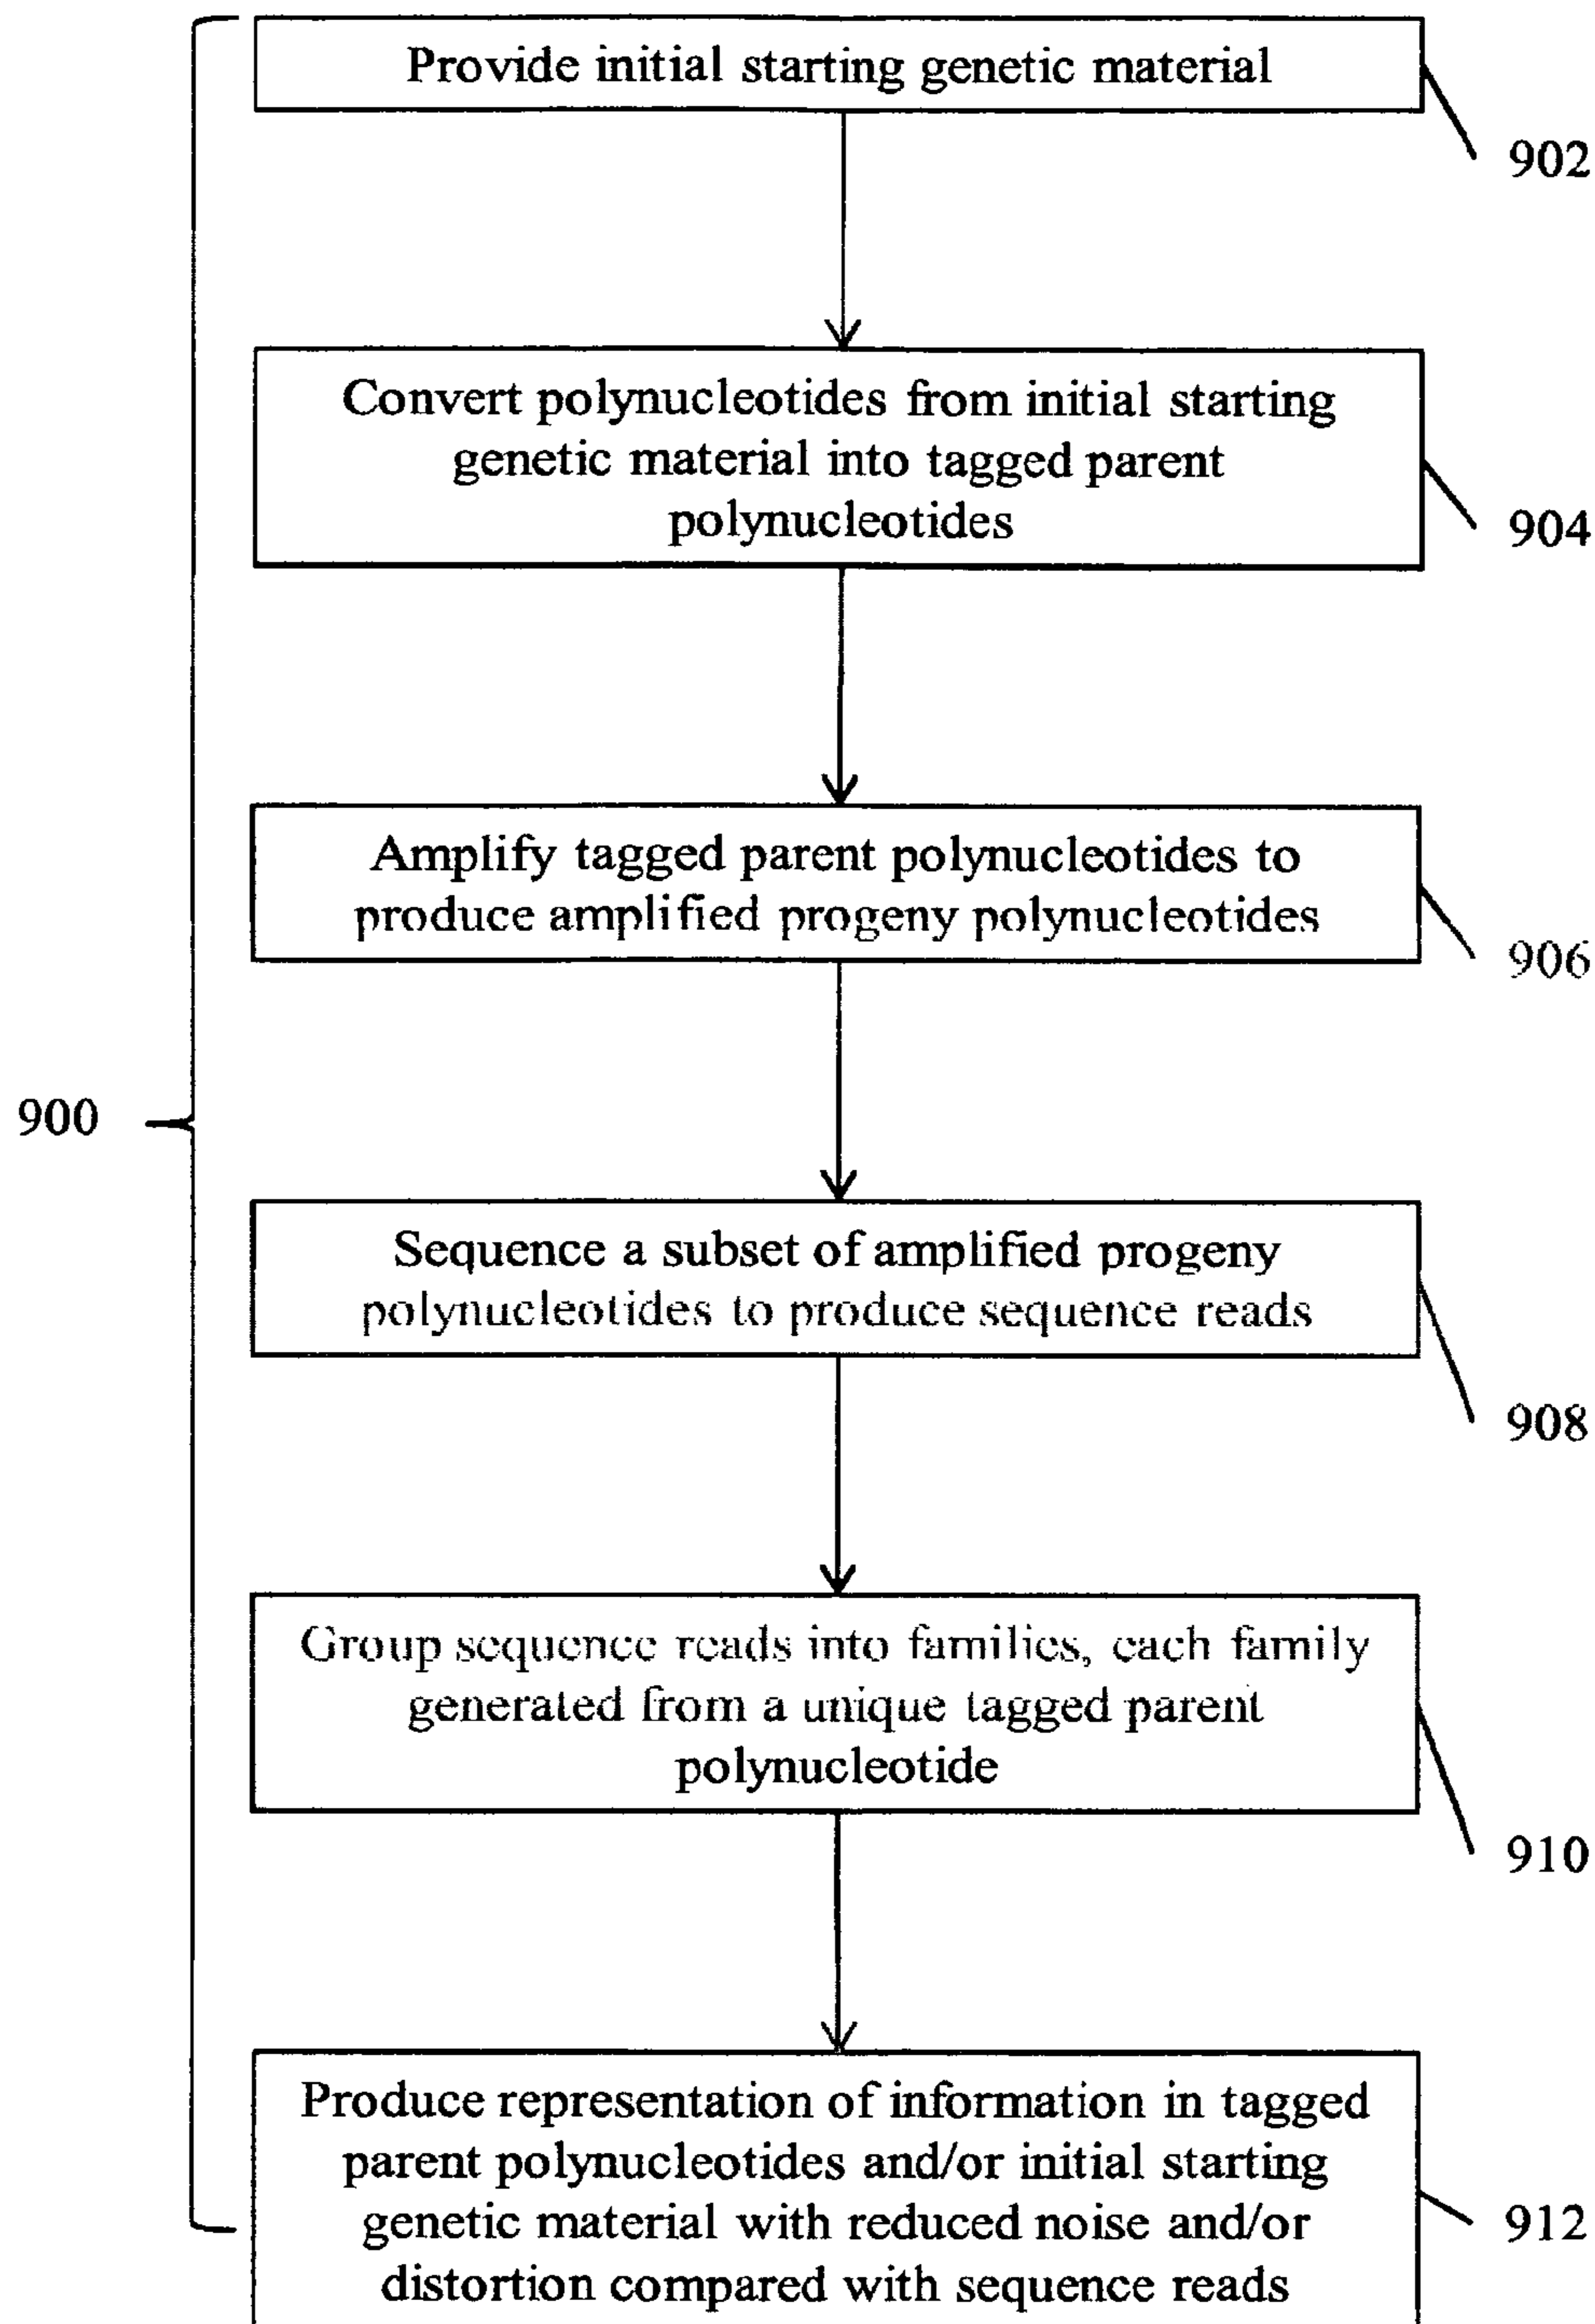 Provide initial starting genetic material
902
Convert polynucleotides from initial starting
genetic material into tagged parent
polynucleotides
904
Amplify tagged parent polynucleotides to
produce amplified progeny polynucleotides
906
900
Sequence a subset of amplified progeny
polynucleotides to produce sequence reads
908
Group sequence reads into families, each family
generated from a unique tagged parent
polynucleotide
910
Produce representation of information in tagged
parent polynucleotides and/or initial starting
genetic material with reduced noise and/or
distortion compared with sequence reads
912